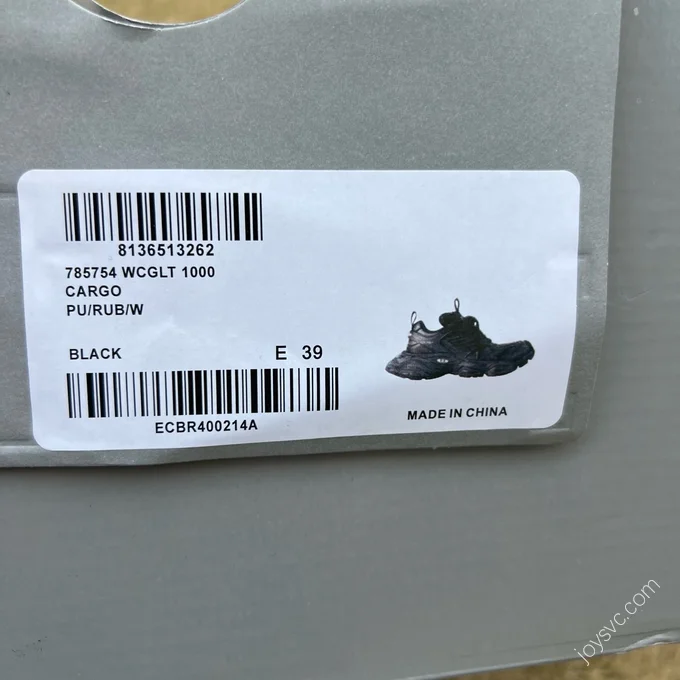 8136513262
785754 WCGLT 1000
CARGO
PU/RUB/W
BLACK E 39
ECBR400214A
MADE IN CHINA
joysvc.com